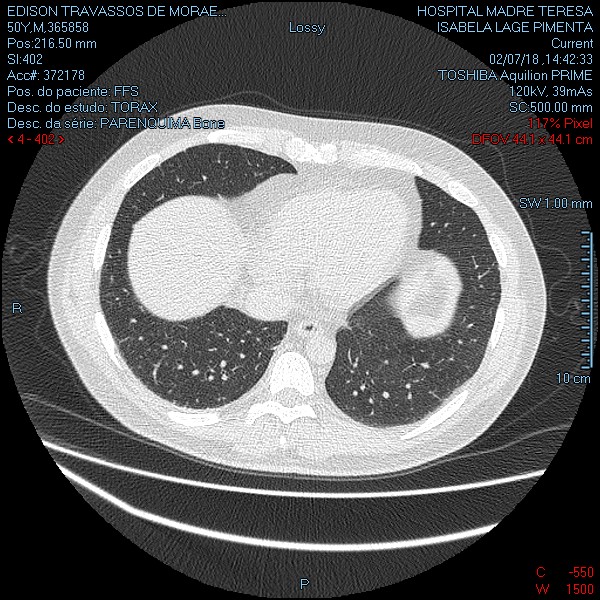 EDISON TRAVASSOS DE MORAE...
50Y,M,365858
Pos:216.50 mm
SI:402
Acc#: 372178
Pos. do paciente: FFS
Desc. do estudo: TORAX
Desc. da série: PARENQUIMA Bone
< 4 - 402 >
Lossy
HOSPITAL MADRE TERESA
ISABELA LAGE PIMENTA
Current
02/07/18 ,14:42:33
TOSHIBA Aquilion PRIME
120kV, 39mAs
SC:500.00 mm
117% Pixel
DFOV 44.1 x 44.1 cm
SW 1.00 mm
R
10 cm
P
C -550
W 1500